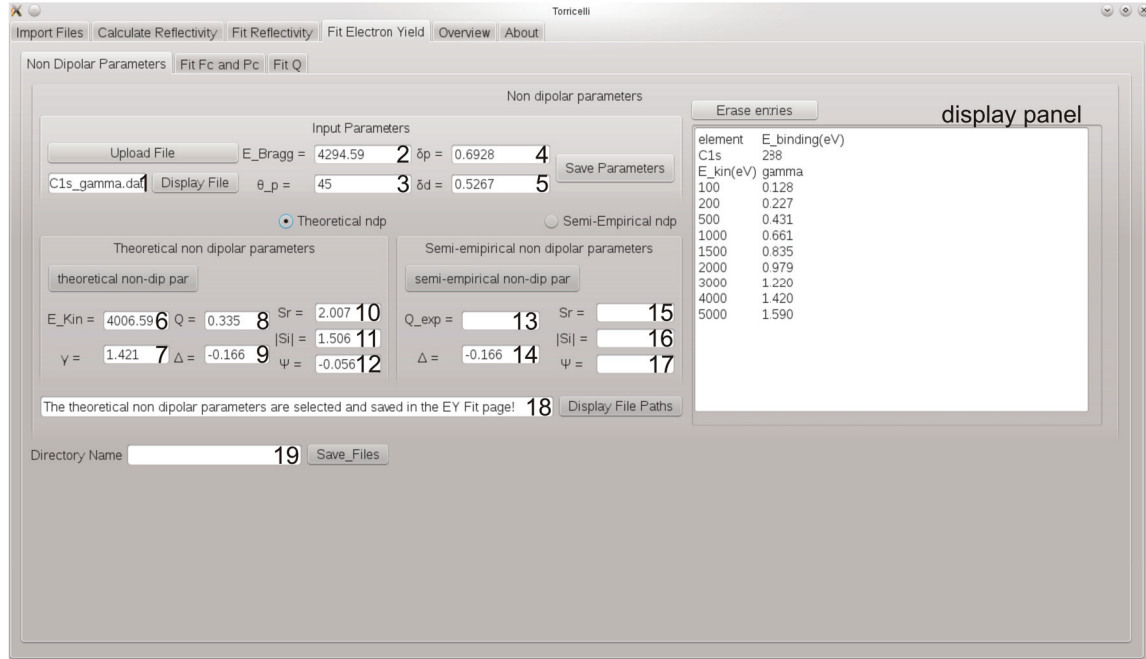 Torricelli
Import Files Calculate Reflectivity Fit Reflectivity Fit Electron Yield Overview About
Non Dipolar Parameters Fit Fc and Pc Fit Q
Non dipolar parameters
Input Parameters
Upload File E_Bragg = 4294.59 2 δp = 0.6928 4
C1s_gamma.dat 1 Display File θ_p = 45 3 δd = 0.5267 5
Save Parameters
Theoretical ndp Semi-Empirical ndp
Theoretical non dipolar parameters
theoretical non-dip par
E_Kin = 4006.59 6 Q = 0.335 8 Sr = 2.007 10
|Si| = 1.506 11
γ = 1.421 7 Δ = -0.166 9 Ψ = -0.056 12
Semi-emipirical non dipolar parameters
semi-empirical non-dip par
Q_exp = 13 Sr = 15
|Si| = 16
Δ = -0.166 14 Ψ = 17
The theoretical non dipolar parameters are selected and saved in the EY Fit page! 18 Display File Paths
Directory Name 19 Save_Files
Erase entries
display panel
element E_binding(eV)
C1s 288
E_kin(eV) gamma
100 0.128
200 0.227
500 0.431
1000 0.661
1500 0.835
2000 0.979
3000 1.220
4000 1.420
5000 1.590